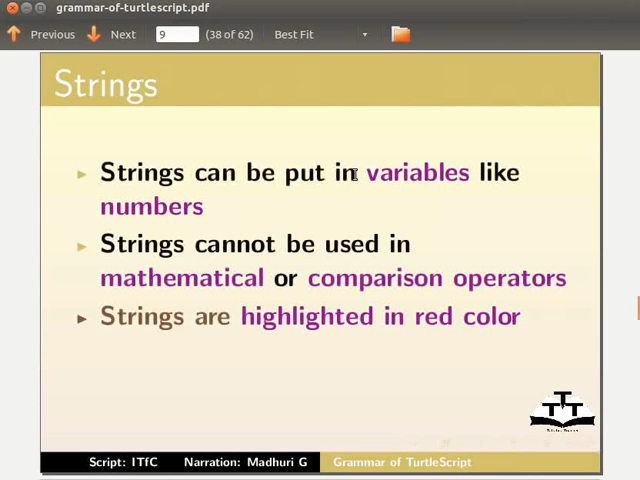 grammar-of-turtlescript.pdf
Previous Next 9 (38 of 62) Best Fit
Strings
Strings can be put in variables like
numbers
Strings cannot be used in
mathematical or comparison operators
Strings are highlighted in red color
Script: ITfC Narration: Madhuri G Grammar of TurtleScript